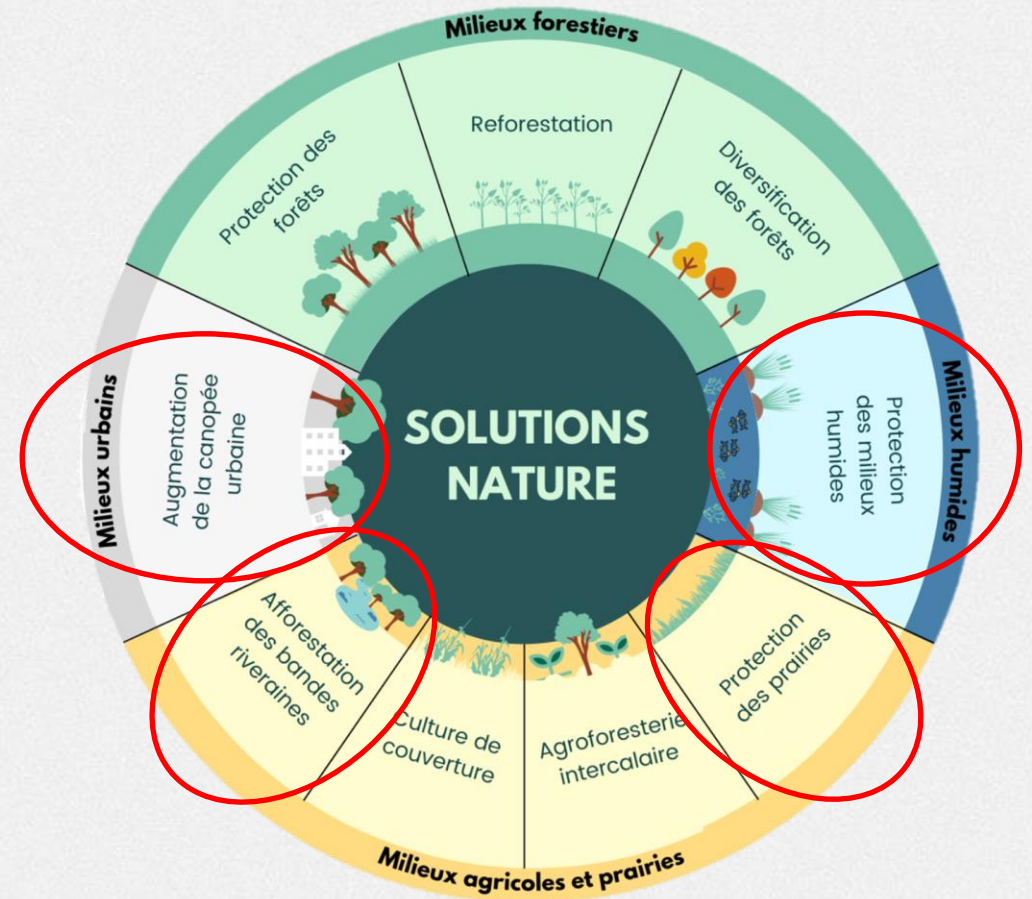 Milieux forestiers
Protection des
forêts
Reforestation
Diversification
des forêts
Milieux urbains
Augmentation
de la canopée
urbaine
SOLUTIONS
NATURE
Protection
des milieux
humides
Milieux humides
Afforestation
des bandes
riveraines
Culture de
couverture
Agroforesterie
intercalaire
Protection
des prairies
Milieux agricoles et prairies